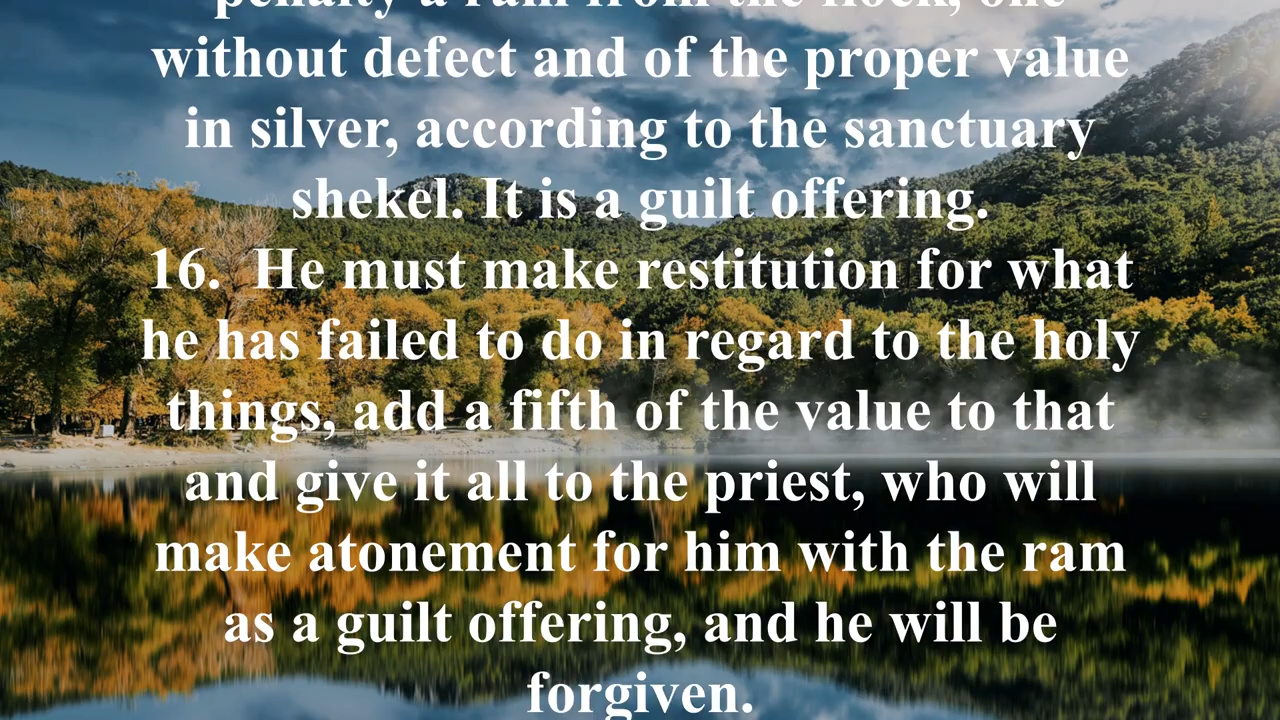 penalty a ram from the flock, one
without defect and of the proper value
in silver, according to the sanctuary
shekel. It is a guilt offering.
16.  He must make restitution for what
he has failed to do in regard to the holy
things, add a fifth of the value to that
and give it all to the priest, who will
make atonement for him with the ram
as a guilt offering, and he will be
forgiven.